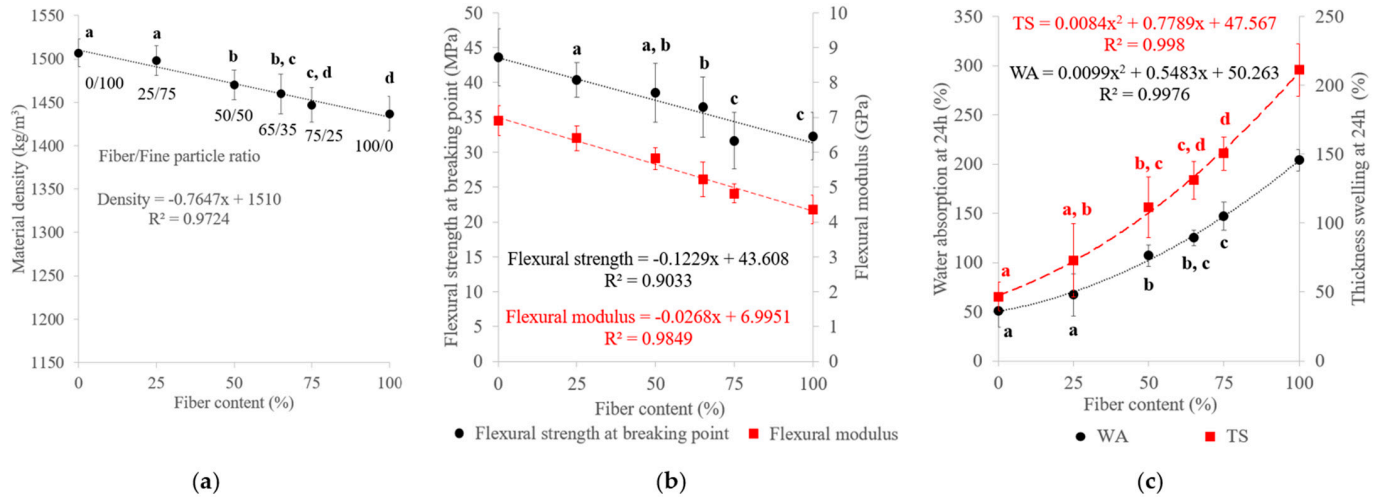 1550
1500
1450
1400
1350
1300
1250
1200
1150
Material density (kg/m³)
a
a
b
b, c
c, d
d
0/100
25/75
50/50
65/35
75/25
100/0
Fiber/Fine particle ratio
Density = -0.7647x + 1510
R² = 0.9724
0 25 50 75 100
Fiber content (%)
(a)
50
45
40
35
30
25
20
15
10
5
0
Flexural strength at breaking point (MPa)
a
a, b
b
c
c
Flexural strength = -0.1229x + 43.608
R² = 0.9033
Flexural modulus = -0.0268x + 6.9951
R² = 0.9849
10
9
8
7
6
5
4
3
2
1
0
Flexural modulus (GPa)
0 25 50 75 100
Fiber content (%)
Flexural strength at breaking point Flexural modulus
(b)
350
300
250
200
150
100
50
0
Water absorption at 24h (%)
TS = 0.0084x² + 0.7789x + 47.567
R² = 0.998
WA = 0.0099x² + 0.5483x + 50.263
R² = 0.9976
a
a, b
b, c
c, d
d
a
a
b
b, c
c
250
200
150
100
50
0
Thickness swelling at 24h (%)
0 25 50 75 100
Fiber content (%)
WA TS
(c)